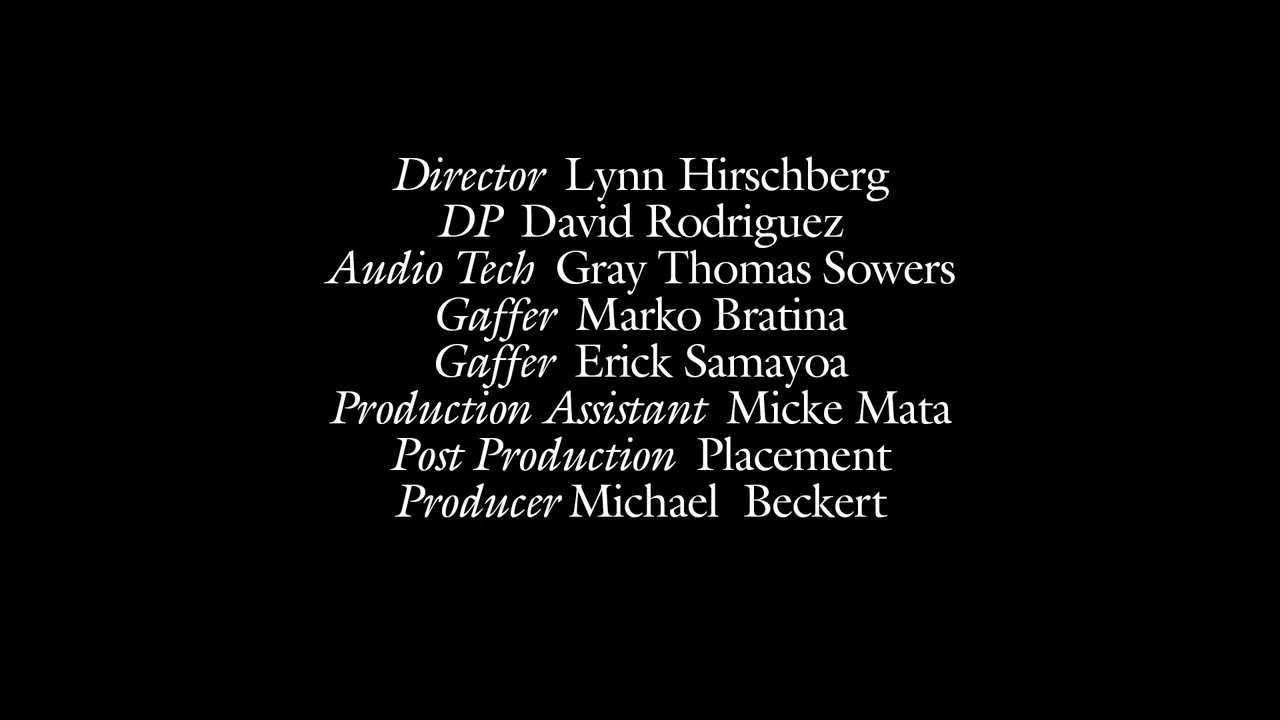 Director Lynn Hirschberg
DP David Rodriguez
Audio Tech Gray Thomas Sowers
Gaffer Marko Bratina
Gaffer Erick Samayoa
Production Assistant Micke Mata
Post Production Placement
Producer Michael Beckert